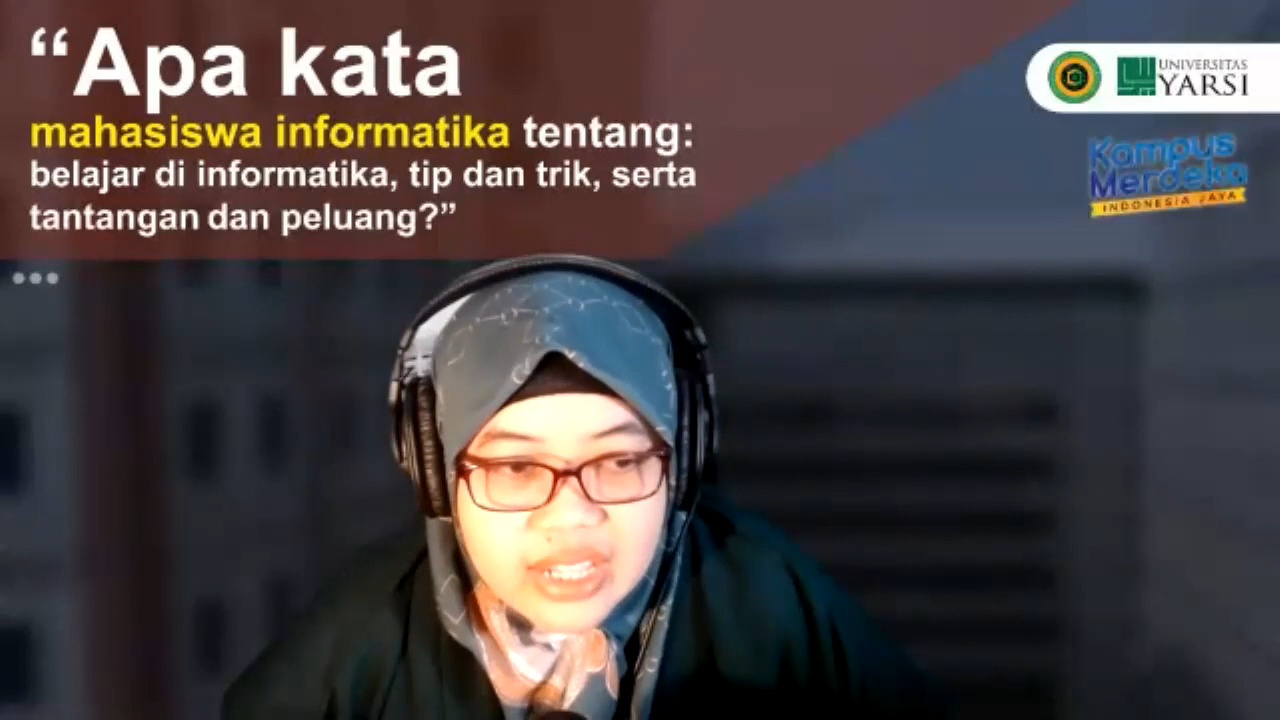 “Apa kata
mahasiswa informatika tentang:
belajar di informatika, tip dan trik, serta
tantangan dan peluang?”
UNIVERSITAS
YARSI
Kampus
Merdeka
INDONESIA JAYA